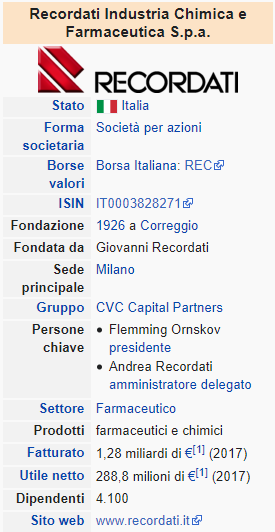 Recordati Industria Chimica e
Farmaceutica S.p.a.
RECORDATI
Stato Italia
Forma societaria Società per azioni
Borse valori Borsa Italiana: REC
ISIN IT0003828271
Fondazione 1926 a Correggio
Fondata da Giovanni Recordati
Sede principale Milano
Gruppo CVC Capital Partners
Persone chiave • Flemming Ornskov
presidente
• Andrea Recordati
amministratore delegato
Settore Farmaceutico
Prodotti farmaceutici e chimici
Fatturato 1,28 miliardi di €[1] (2017)
Utile netto 288,8 milioni di €[1] (2017)
Dipendenti 4.100
Sito web www.recordati.it